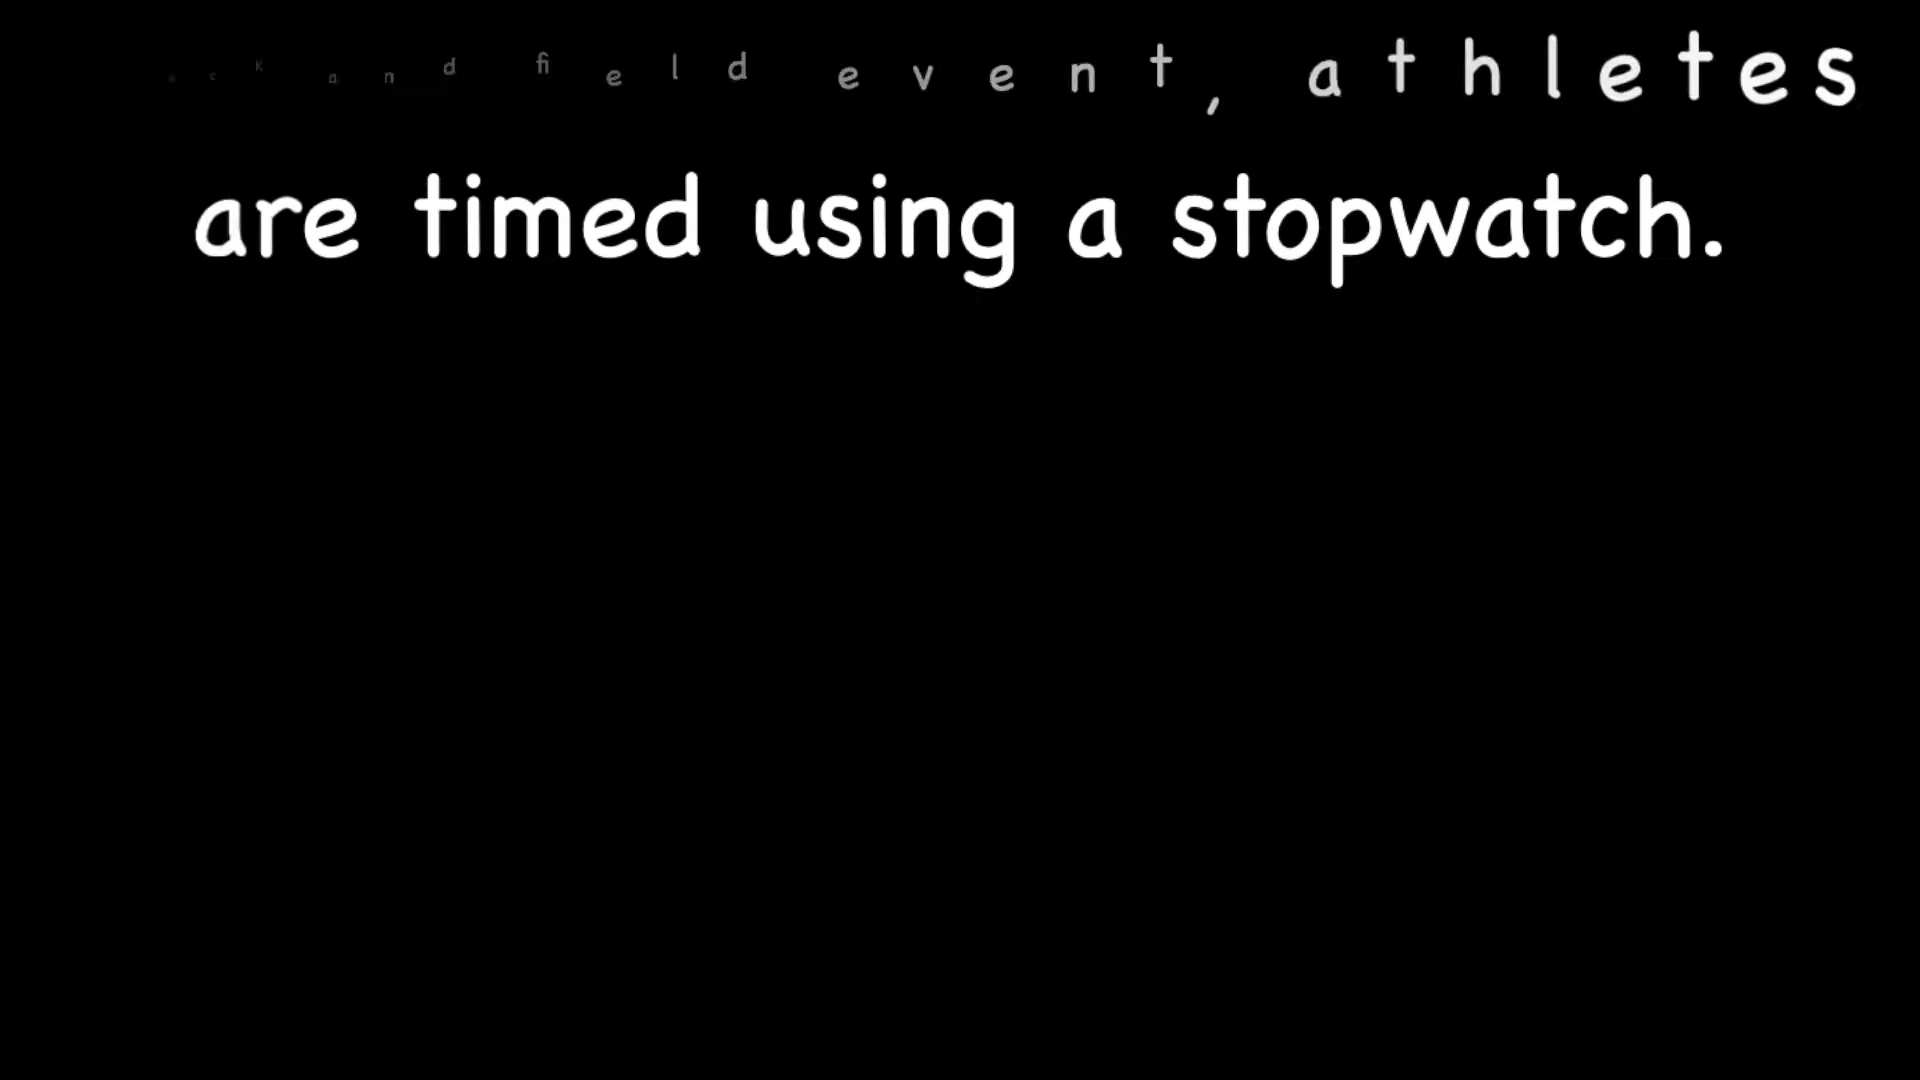 and field event, athletes
are timed using a stopwatch.